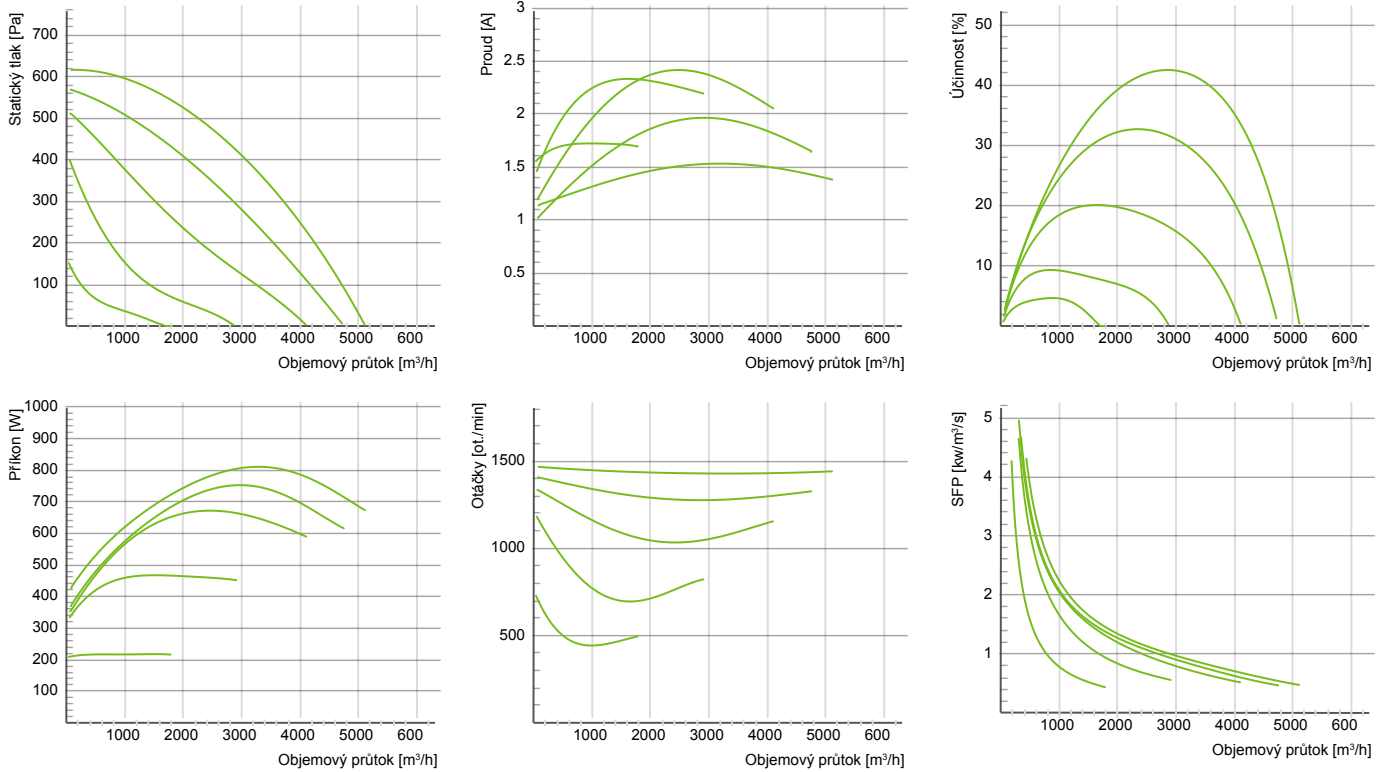 Statický tlak [Pa]
700
600
500
400
300
200
100
1000 2000 3000 4000 5000 600
Objemový průtok [m³/h]
Proud [A]
3
2.5
2
1.5
1
0.5
1000 2000 3000 4000 5000 600
Objemový průtok [m³/h]
Účinnost [%]
50
40
30
20
10
1000 2000 3000 4000 5000 600
Objemový průtok [m³/h]
Příkon [W]
1000
900
800
700
600
500
400
300
200
100
1000 2000 3000 4000 5000 600
Objemový průtok [m³/h]
Otáčky [ot./min]
1500
1000
500
1000 2000 3000 4000 5000 600
Objemový průtok [m³/h]
SFP [kw/m³/s]
5
4
3
2
1
1000 2000 3000 4000 5000 600
Objemový průtok [m³/h]